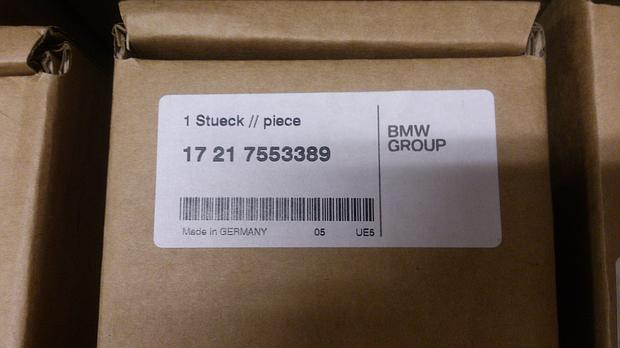 1 Stueck // piece
17 21 7553389
BMW
GROUP
Made in GERMANY 05 UE5